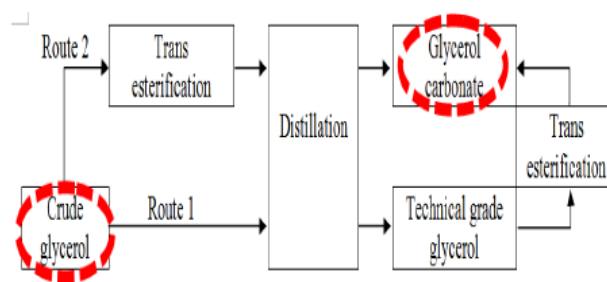 Route 2
Trans
esterification
Distillation
Glycerol
carbonate
Trans
esterification
Crude
glycerol
Route 1
Technical grade
glycerol